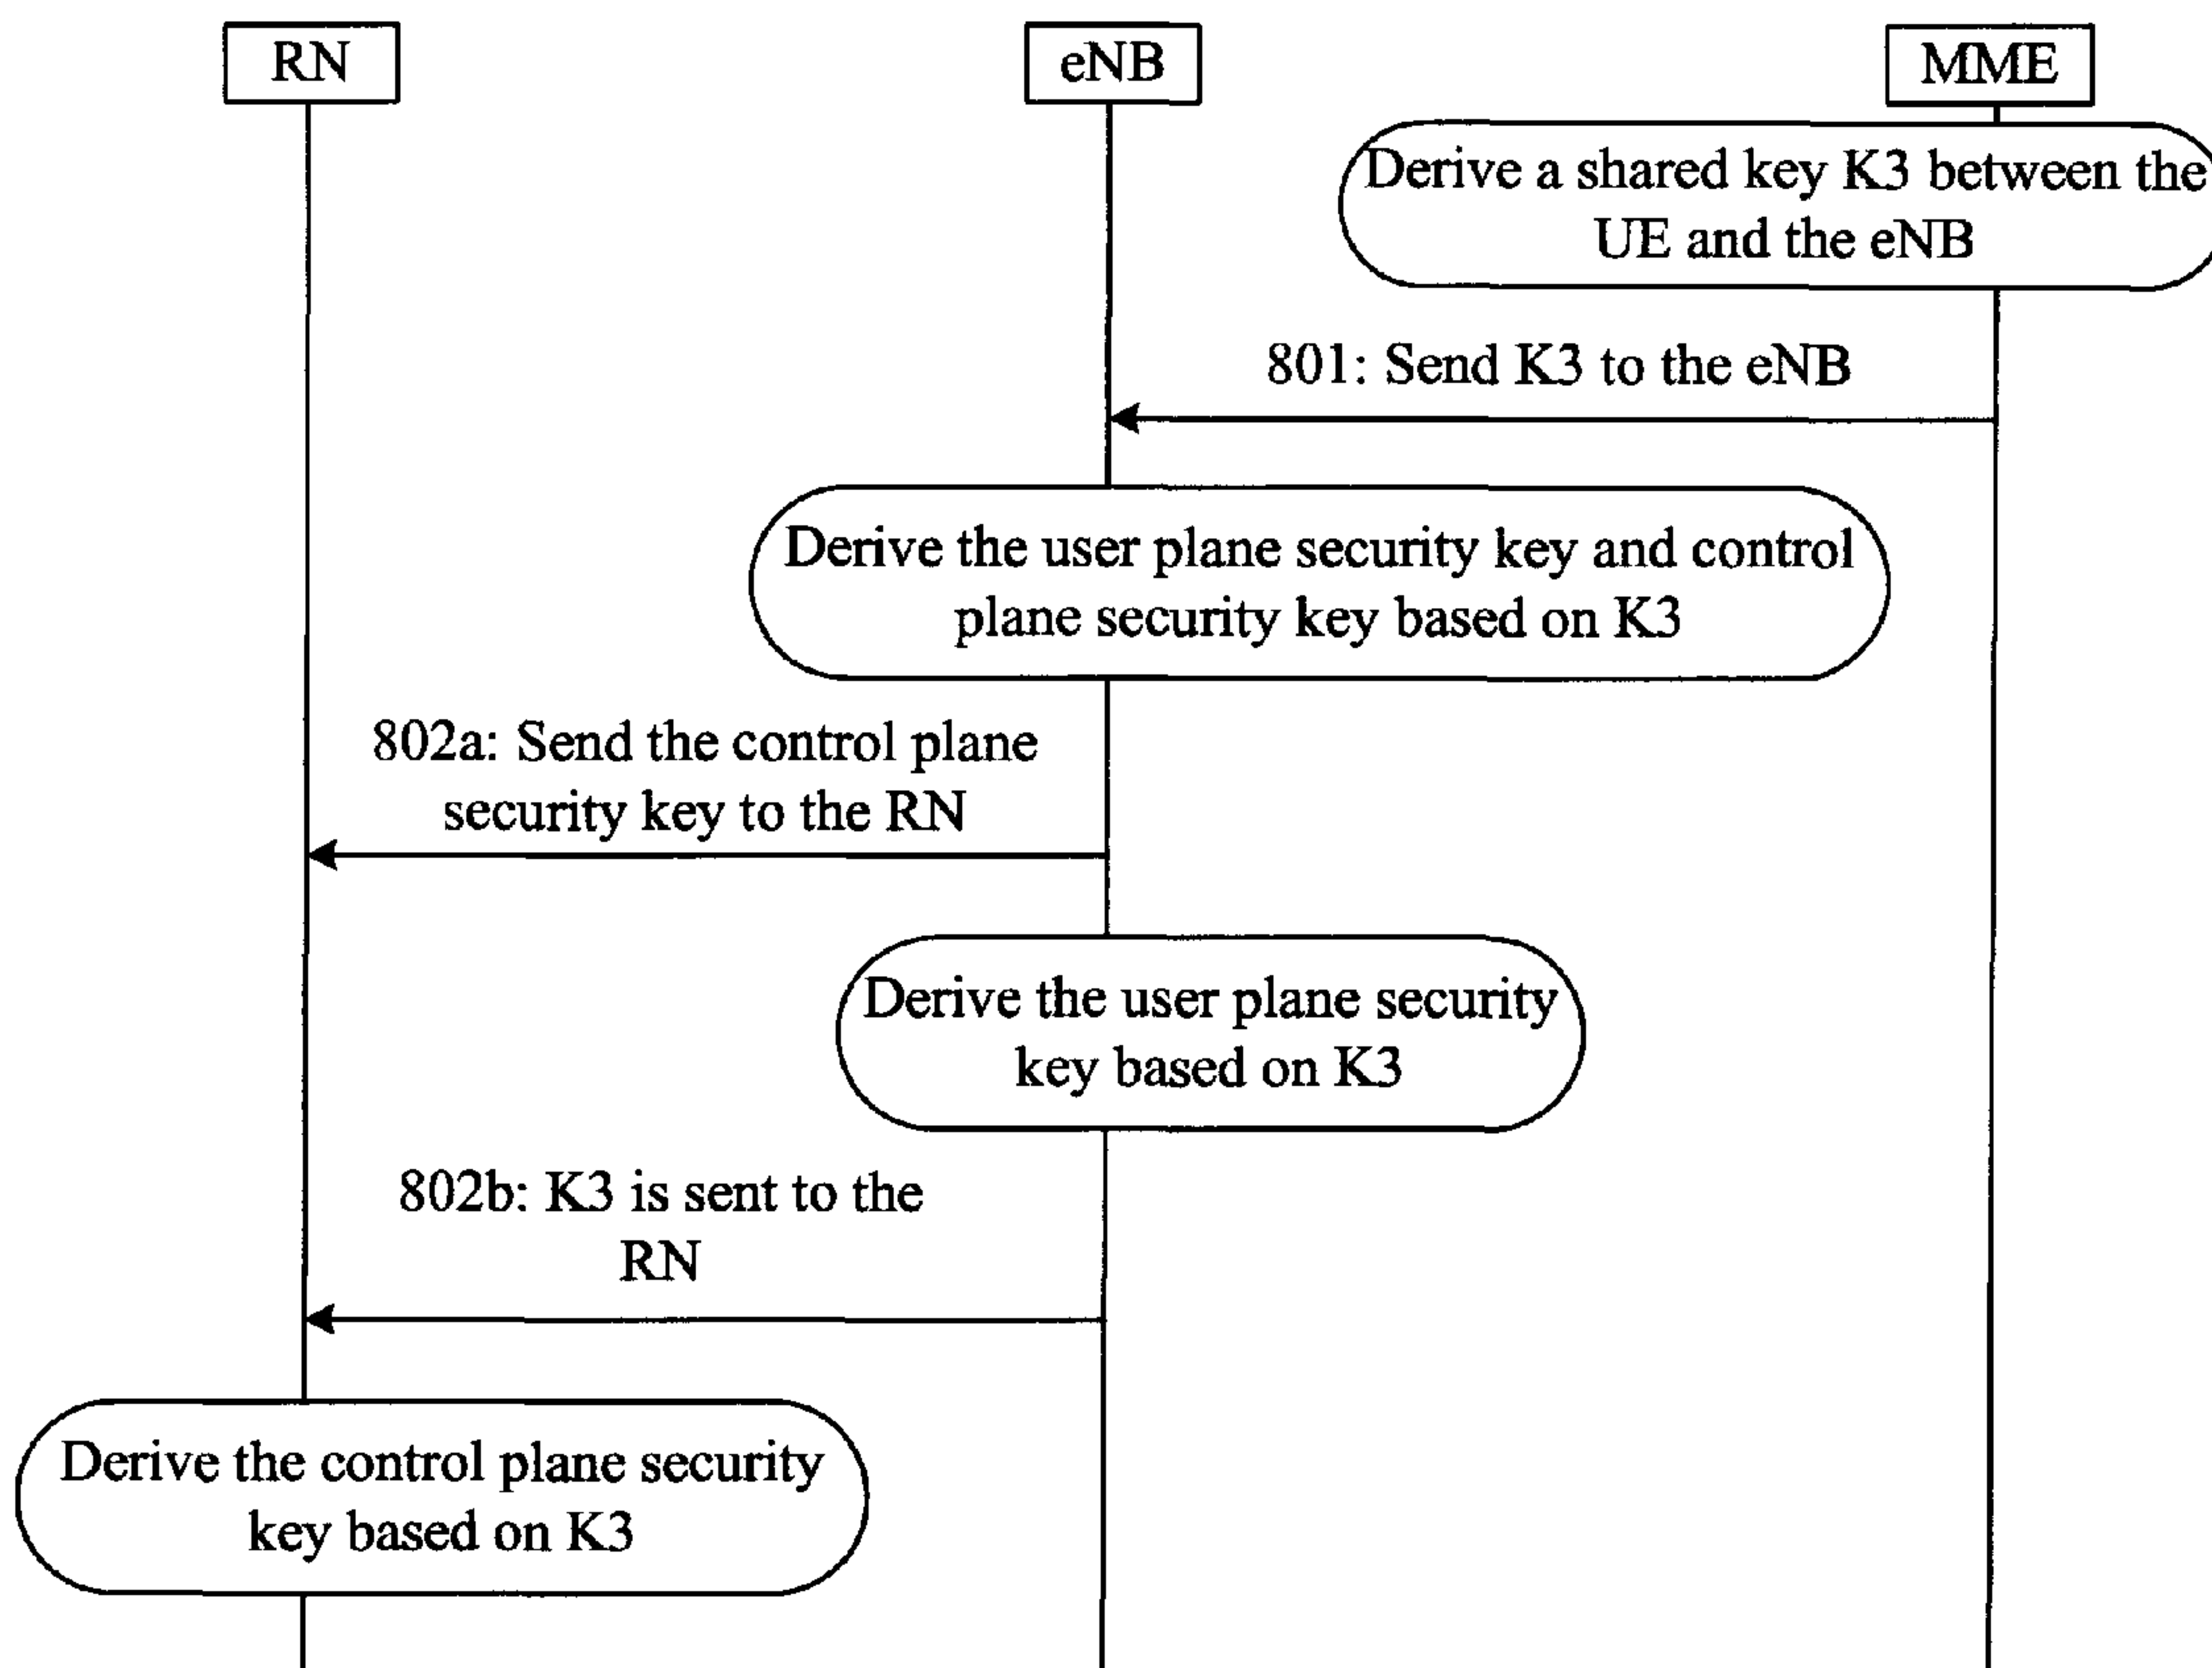 RN
eNB
MME
Derive a shared key K3 between the
UE and the eNB
801: Send K3 to the eNB
Derive the user plane security key and control
plane security key based on K3
802a: Send the control plane
security key to the RN
Derive the user plane security
key based on K3
802b: K3 is sent to the
RN
Derive the control plane security
key based on K3